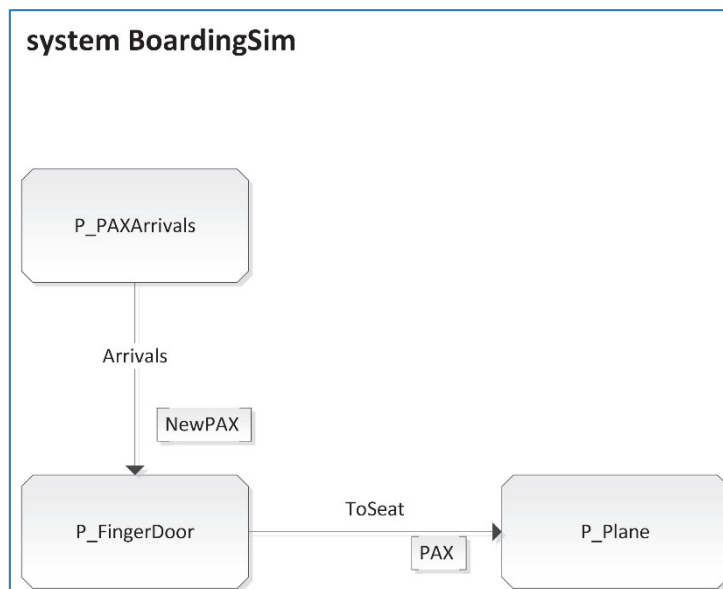 system BoardingSim
P_PAXArrivals
Arrivals
NewPAX
P_FingerDoor
ToSeat
PAX
P_Plane